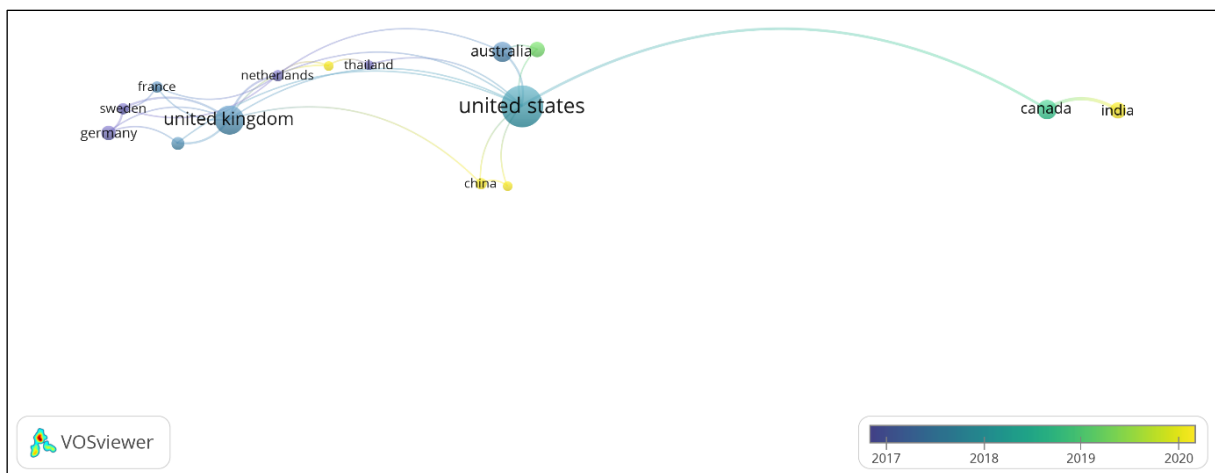 australia
netherlands
thailand
france
sweden
united kingdom
germany
united states
canada
india
china
VOSviewer
2017
2018
2019
2020